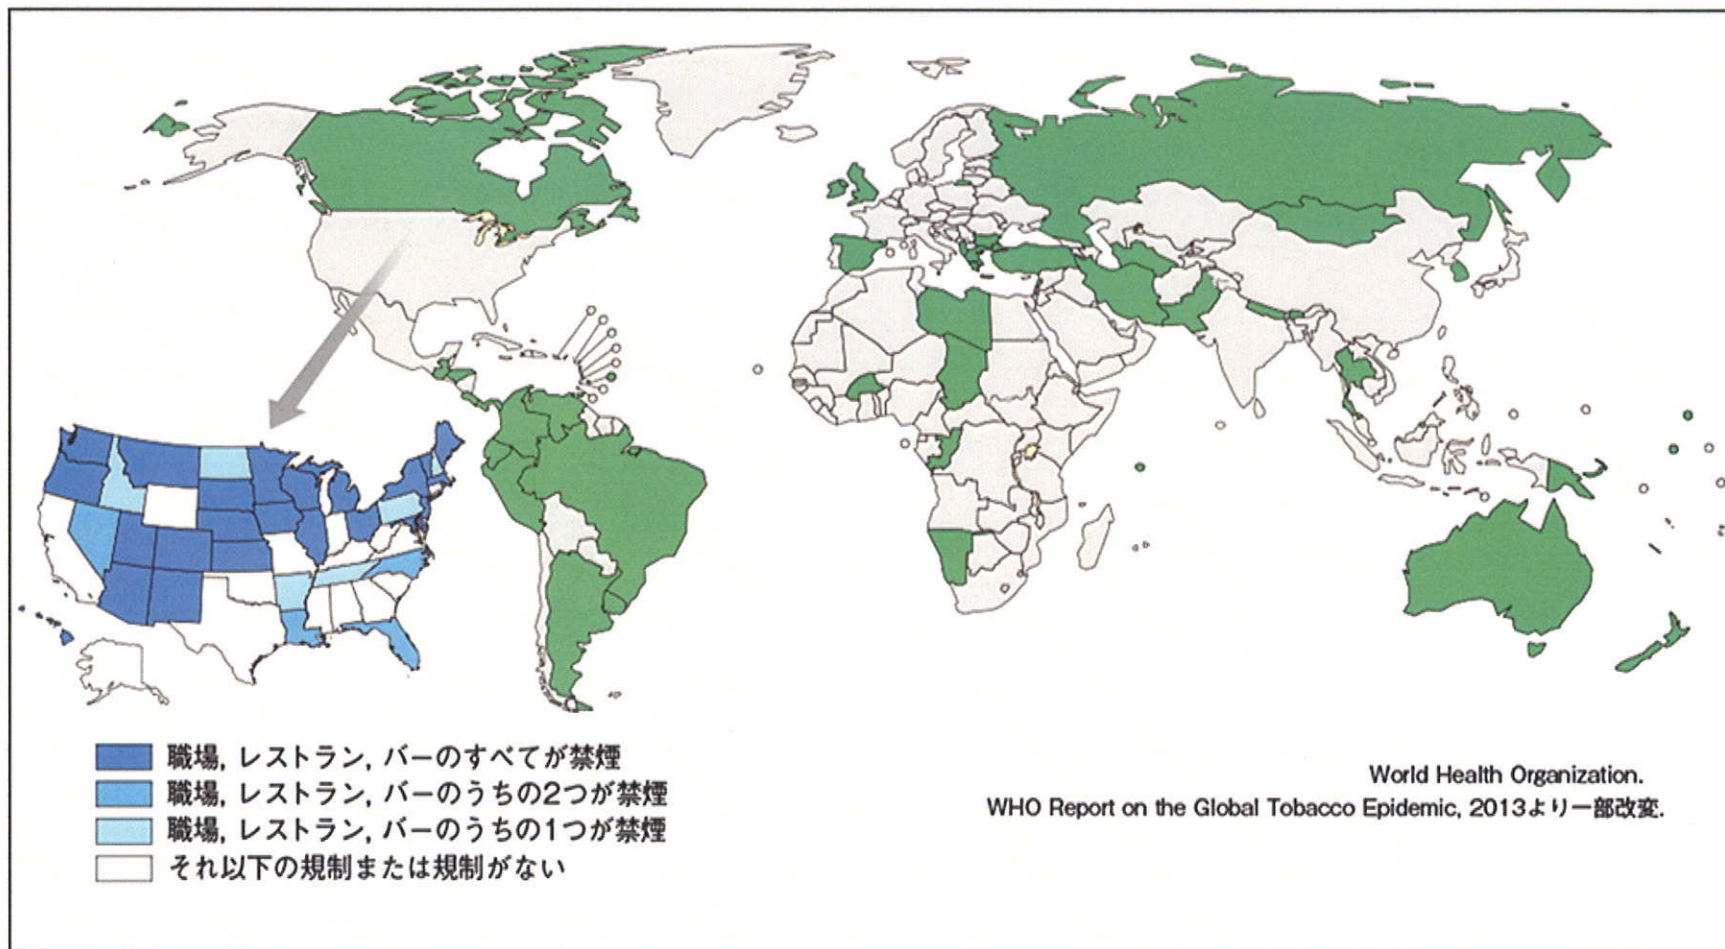 職場, レストラン, バーのすべてが禁煙
職場, レストラン, バーのうちの2つが禁煙
職場, レストラン, バーのうちの1つが禁煙
それ以下の規制または規制がない
World Health Organization.
WHO Report on the Global Tobacco Epidemic, 2013より一部改変.